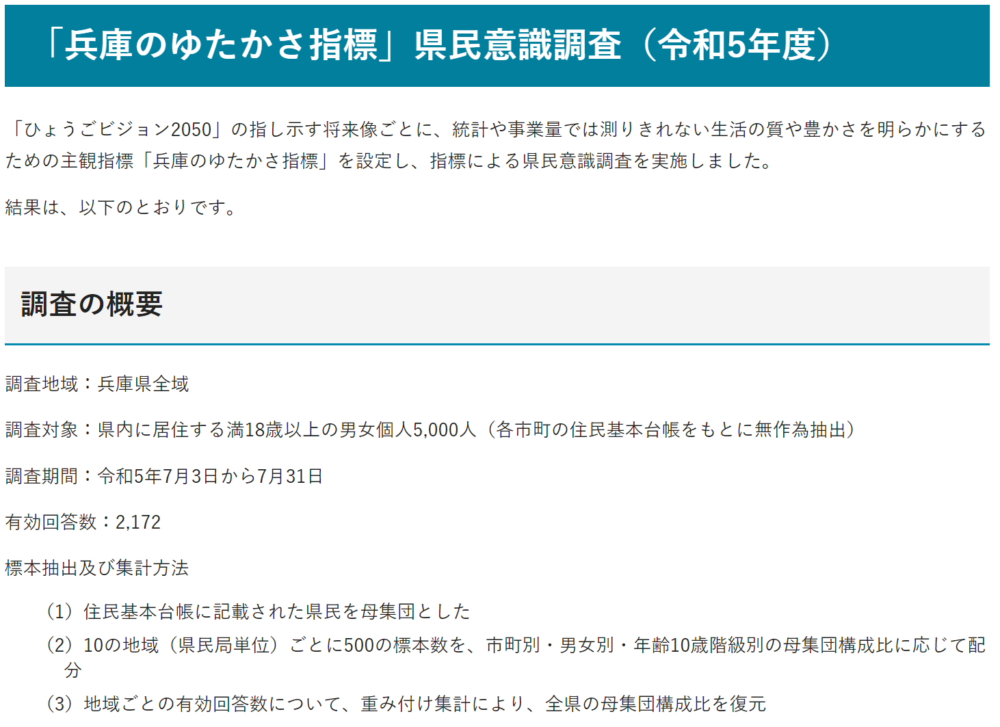 「兵庫のゆたかさ指標」県民意識調査（令和5年度）
「ひょうごビジョン2050」の指し示す将来像ごとに、統計や事業量では測りきれない生活の質や豊かさを明らかにする
ための主観指標「兵庫のゆたかさ指標」を設定し、指標による県民意識調査を実施しました。
結果は、以下のとおりです。
調査の概要
調査地域：兵庫県全域
調査対象：県内に居住する満18歳以上の男女個人5,000人（各市町の住民基本台帳をもとに無作為抽出）
調査期間：令和5年7月3日から7月31日
有効回答数：2,172
標本抽出及び集計方法
（1）住民基本台帳に記載された県民を母集団とした
（2）10の地域（県民局単位）ごとに500の標本数を、市町別・男女別・年齢10歳階級別の母集団構成比に応じて配
分
（3）地域ごとの有効回答数について、重み付け集計により、全県の母集団構成比を復元